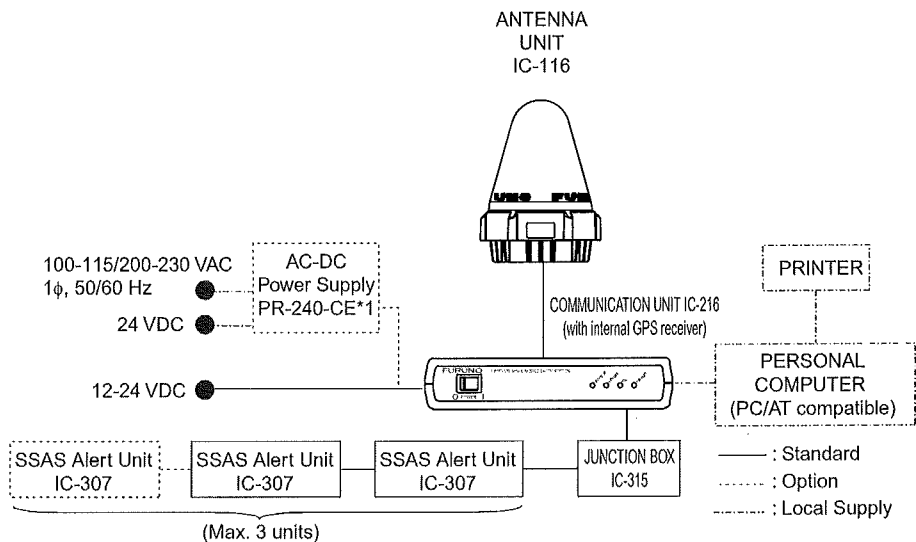 ANTENNA
UNIT
IC-116
100-115/200-230 VAC
1φ, 50/60 Hz
24 VDC
12-24 VDC
AC-DC
Power Supply
PR-240-CE*1
COMMUNICATION UNIT IC-216
(with internal GPS receiver)
PRINTER
PERSONAL
COMPUTER
(PC/AT compatible)
FURUNO
SSAS Alert Unit
IC-307
SSAS Alert Unit
IC-307
SSAS Alert Unit
IC-307
JUNCTION BOX
IC-315
(Max. 3 units)
: Standard
: Option
: Local Supply